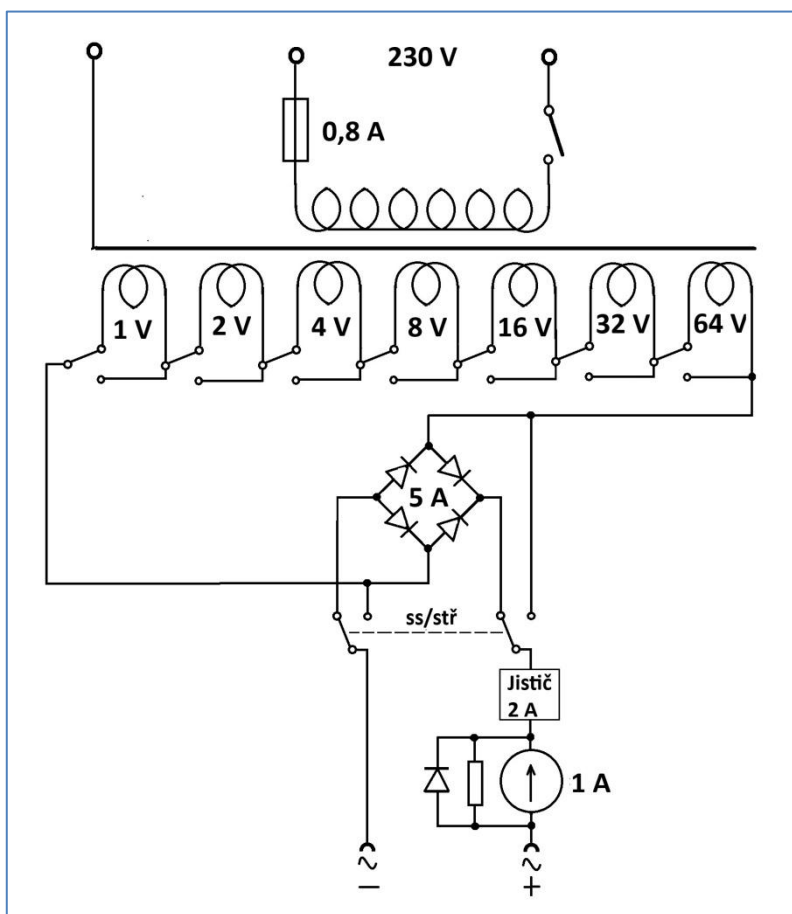 230 V
0,8 A
1 V 2 V 4 V 8 V 16 V 32 V 64 V
5 A
ss/stř
Jistič
2 A
1 A
~ ~
− +